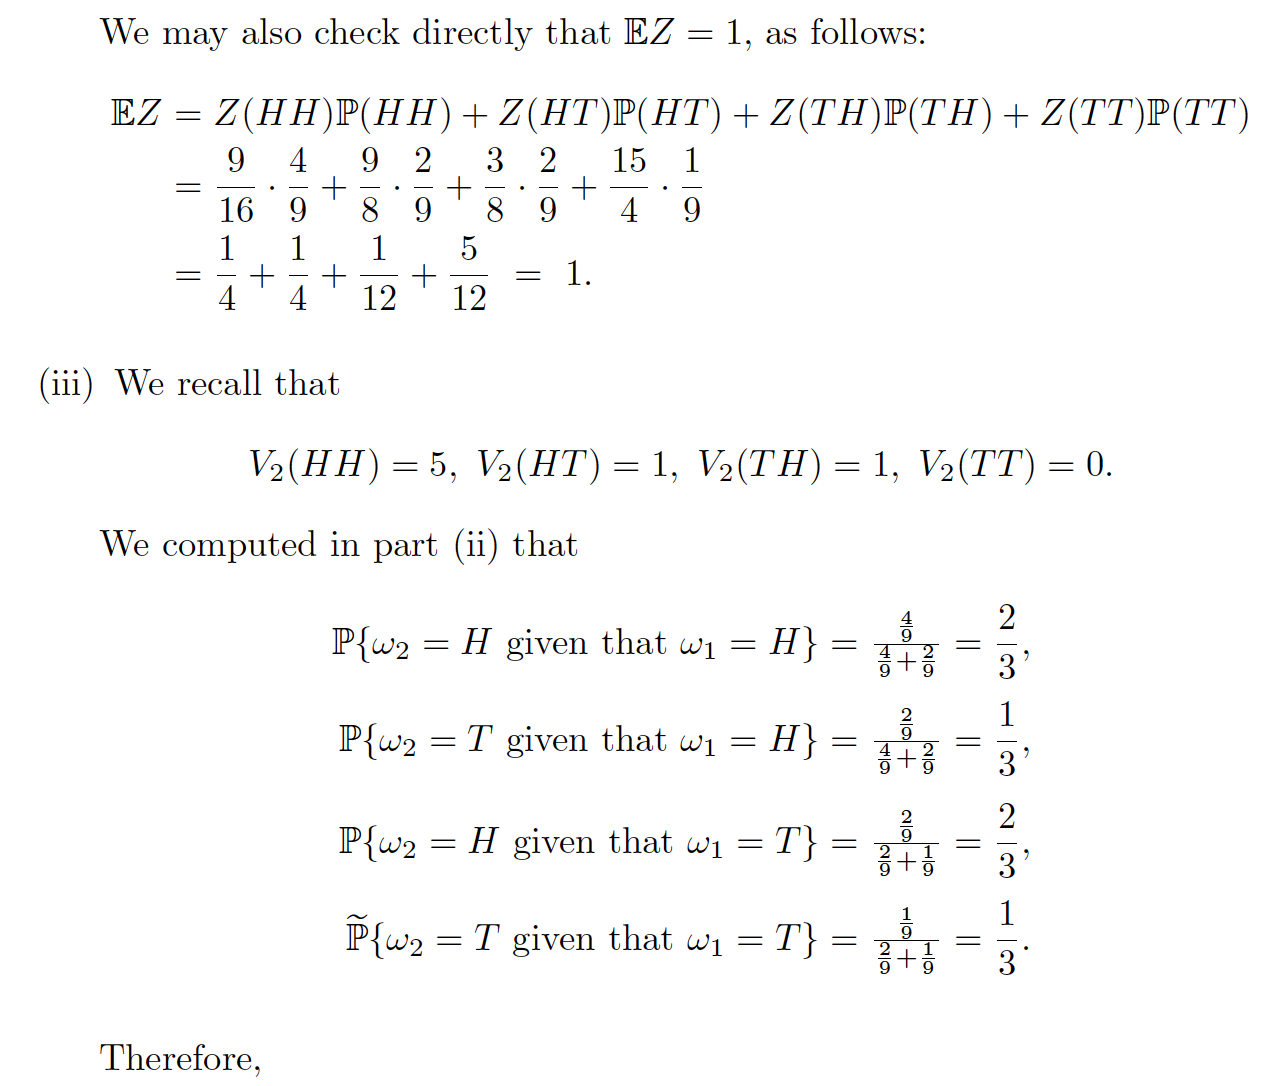 We may also check directly that 𝔼Z = 1, as follows:
𝔼Z = Z(HH)ℙ(HH) + Z(HT)ℙ(HT) + Z(TH)ℙ(TH) + Z(TT)ℙ(TT)
= 9/16 · 4/9 + 9/8 · 2/9 + 3/8 · 2/9 + 15/4 · 1/9
= 1/4 + 1/4 + 1/12 + 5/12 = 1.
(iii) We recall that
V₂(HH) = 5, V₂(HT) = 1, V₂(TH) = 1, V₂(TT) = 0.
We computed in part (ii) that
ℙ{ω₂ = H given that ω₁ = H} = (4/9)/(4/9 + 2/9) = 2/3,
ℙ{ω₂ = T given that ω₁ = H} = (2/9)/(4/9 + 2/9) = 1/3,
ℙ{ω₂ = H given that ω₁ = T} = (2/9)/(2/9 + 1/9) = 2/3,
ℙ̃{ω₂ = T given that ω₁ = T} = (1/9)/(2/9 + 1/9) = 1/3.
Therefore,